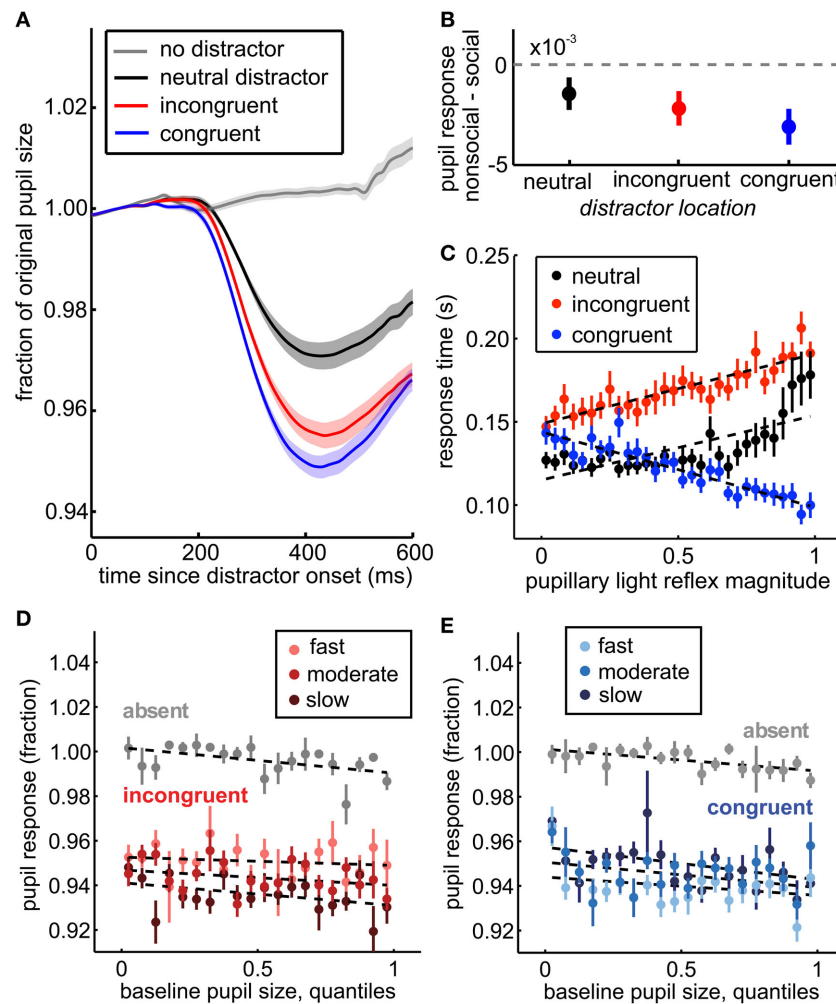 A
no distractor
neutral distractor
incongruent
congruent
1.02
1.00
0.98
0.96
0.94
fraction of original pupil size
0
200
400
600
time since distractor onset (ms)
B
x10⁻³
0
-5
pupil response
nonsocial - social
neutral
incongruent
congruent
distractor location
C
neutral
incongruent
congruent
0.25
0.20
0.15
0.10
response time (s)
0
0.5
1
pupillary light reflex magnitude
D
fast
moderate
slow
absent
incongruent
1.04
1.02
1.00
0.98
0.96
0.94
0.92
pupil response (fraction)
0
0.5
1
baseline pupil size, quantiles
E
fast
moderate
slow
absent
congruent
1.04
1.02
1.00
0.98
0.96
0.94
0.92
pupil response (fraction)
0
0.5
1
baseline pupil size, quantiles